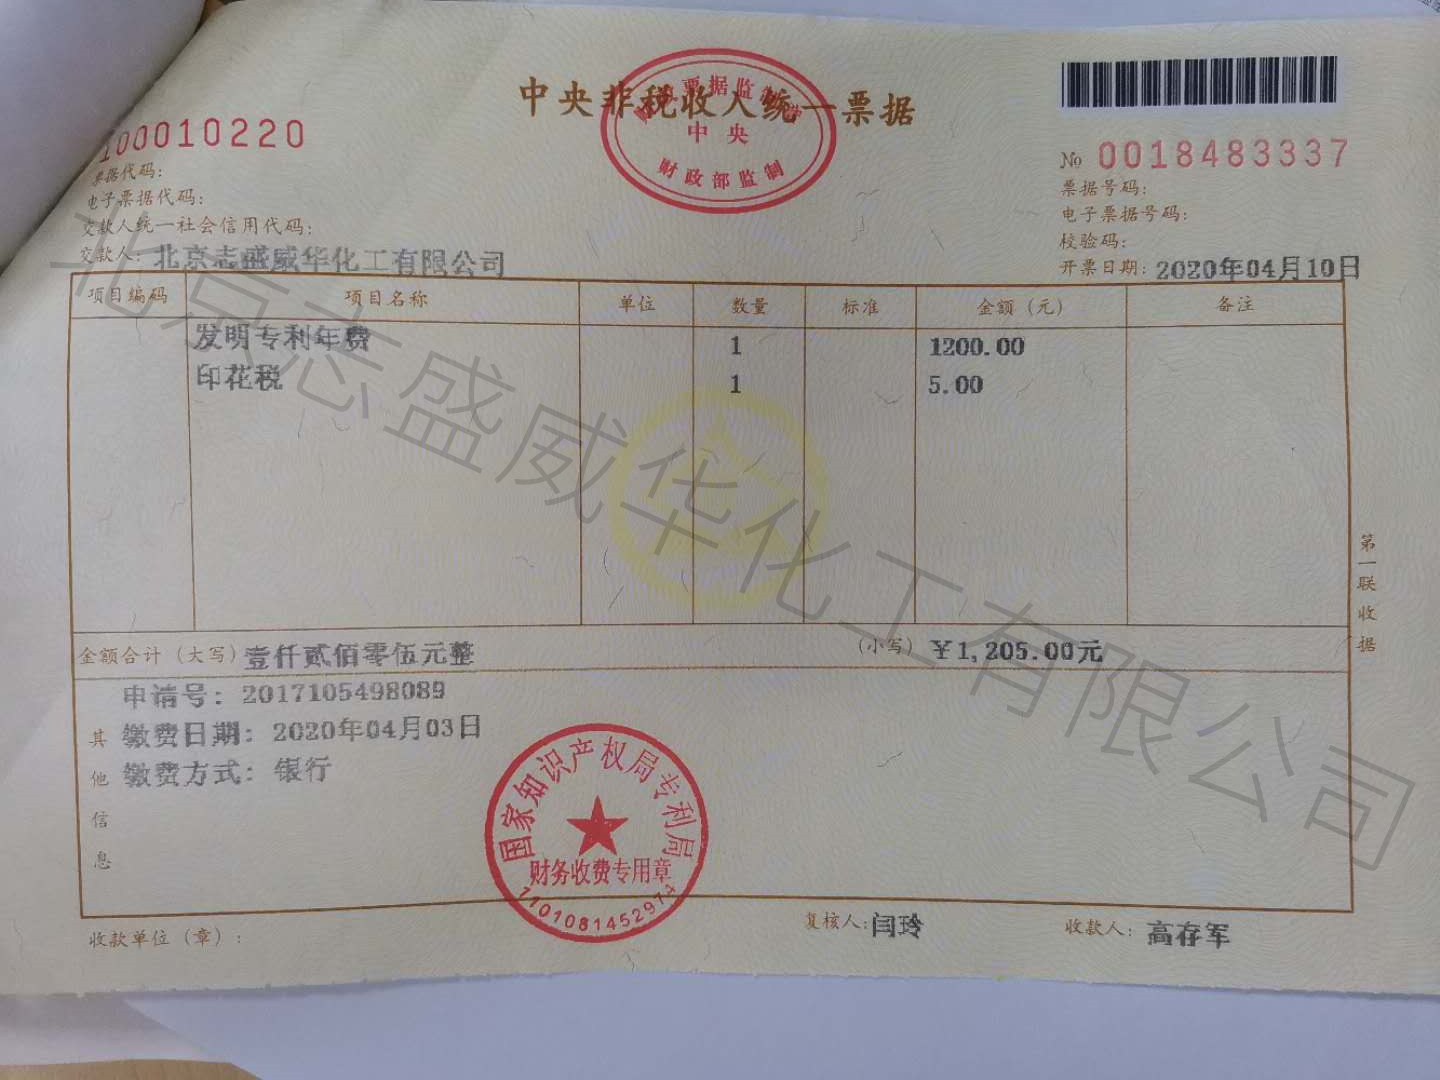 中央非税收入统一票据
中央
财政部监制
100010220
№ 0018483337
票据代码：
票据号码：
电子票据代码：
电子票据号码：
交款人统一社会信用代码：
校验码：
交款人：北京志盛威华化工有限公司
开票日期：2020年04月10日
项目编码 项目名称 单位 数量 标准 金额（元） 备注
发明专利年费 1 1200.00
印花税 1 5.00
金额合计（大写）壹仟贰佰零伍元整 （小写）￥1,205.00元
其他信息
申请号：2017105498089
缴费日期：2020年04月03日
缴费方式：银行
国家知识产权局专利局
财务收费专用章
1101081452974
收款单位（章）：
复核人：闫玲
收款人：高存军
第一联 收据
北京志盛威华化工有限公司